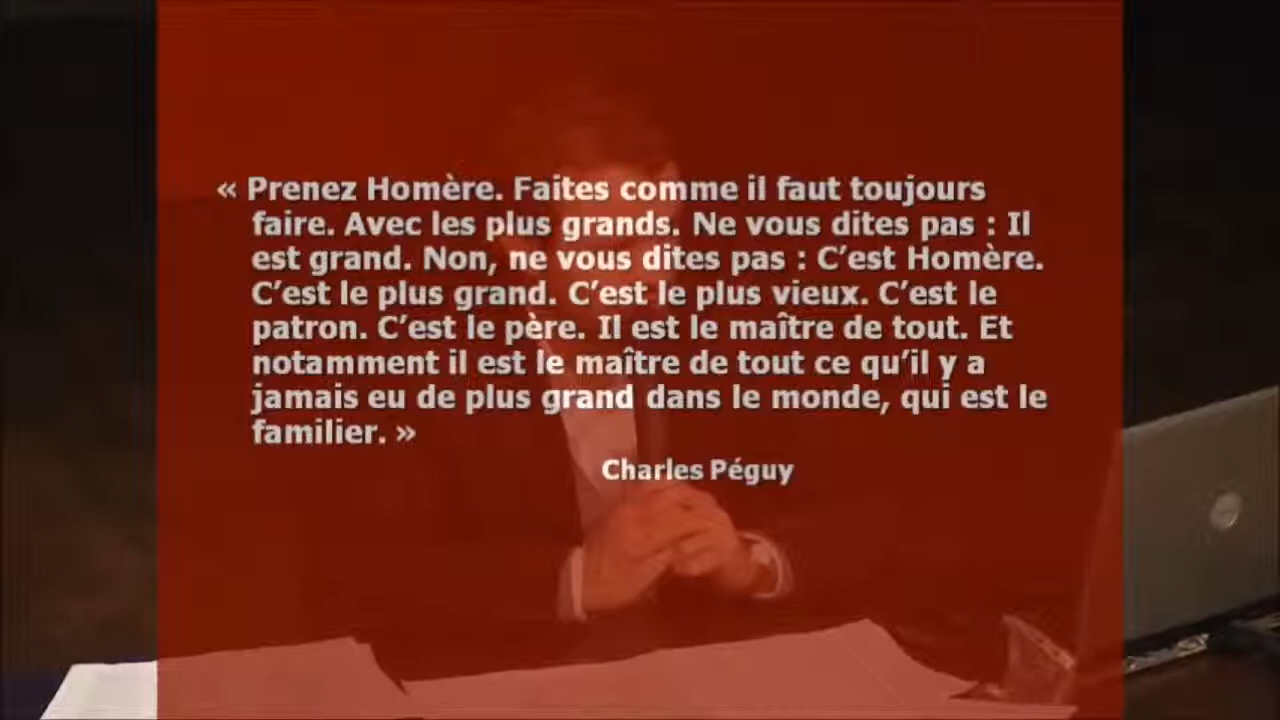 « Prenez Homère. Faites comme il faut toujours
faire. Avec les plus grands. Ne vous dites pas : Il
est grand. Non, ne vous dites pas : C’est Homère.
C’est le plus grand. C’est le plus vieux. C’est le
patron. C’est le père. Il est le maître de tout. Et
notamment il est le maître de tout ce qu’il y a
jamais eu de plus grand dans le monde, qui est le
familier. »
Charles Péguy